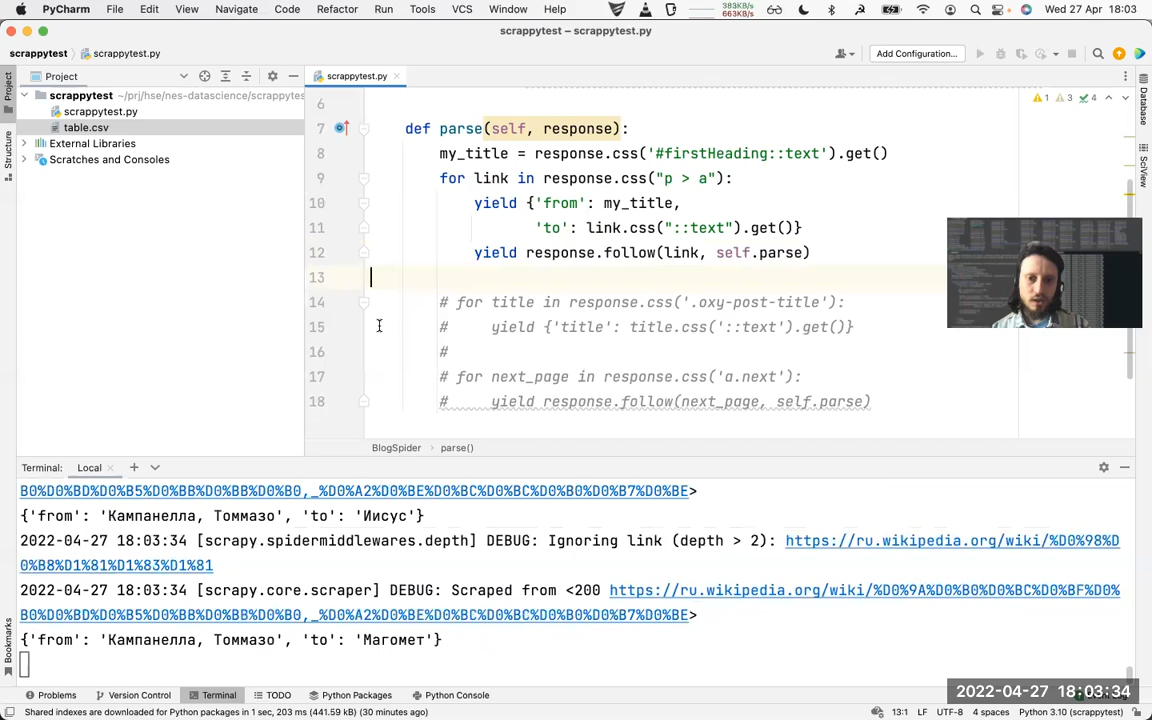 PyCharm File Edit View Navigate Code Refactor Run Tools VCS Window Help 383KB/s 663KB/s Wed 27 Apr 18:03
scrappytest – scrappytest.py
scrappytest scrappytest.py Add Configuration...
Project scrappytest.py
scrappytest ~/prj/hse/nes-datascience/scrappytes
scrappytest.py
table.csv
External Libraries
Scratches and Consoles
Project
Structure
Bookmarks
Database
SciView
1 3 4
6
7 def parse(self, response):
8 my_title = response.css('#firstHeading::text').get()
9 for link in response.css("p > a"):
10 yield {'from': my_title,
11 'to': link.css("::text").get()}
12 yield response.follow(link, self.parse)
13
14 # for title in response.css('.oxy-post-title'):
15 #     yield {'title': title.css('::text').get()}
16 #
17 # for next_page in response.css('a.next'):
18 #     yield response.follow(next_page, self.parse)
BlogSpider parse()
Terminal: Local
B0%D0%BD%D0%B5%D0%BB%D0%BB%D0%B0,_%D0%A2%D0%BE%D0%BC%D0%BC%D0%B0%D0%B7%D0%BE>
{'from': 'Кампанелла, Томмазо', 'to': 'Иисус'}
2022-04-27 18:03:34 [scrapy.spidermiddlewares.depth] DEBUG: Ignoring link (depth > 2): https://ru.wikipedia.org/wiki/%D0%98%D
0%B8%D1%81%D1%83%D1%81
2022-04-27 18:03:34 [scrapy.core.scraper] DEBUG: Scraped from <200 https://ru.wikipedia.org/wiki/%D0%9A%D0%B0%D0%BC%D0%BF%D0%
B0%D0%BD%D0%B5%D0%BB%D0%BB%D0%B0,_%D0%A2%D0%BE%D0%BC%D0%BC%D0%B0%D0%B7%D0%BE>
{'from': 'Кампанелла, Томмазо', 'to': 'Магомет'}
Problems Version Control Terminal TODO Python Packages Python Console
2022-04-27 18:03:34
Shared indexes are downloaded for Python packages in 1 sec, 203 ms (441.59 kB) (30 minutes ago) 13:1 LF UTF-8 4 spaces Python 3.10 (scrappytest)